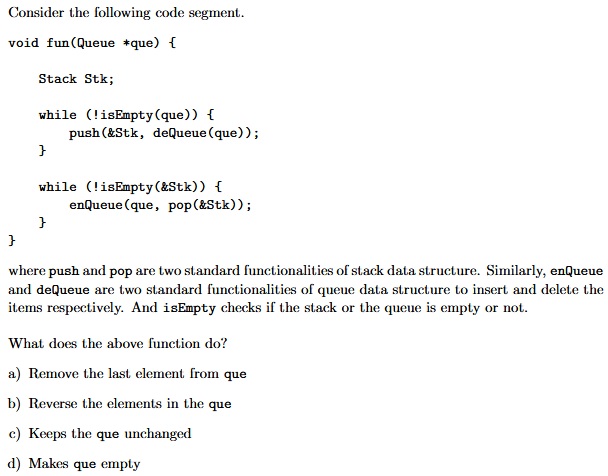 Consider the following code segment.
void fun(Queue *que) {
Stack Stk;
while (!isEmpty(que)) {
push(&Stk, deQueue(que));
}
while (!isEmpty(&Stk)) {
enQueue(que, pop(&Stk));
}
}
where push and pop are two standard functionalities of stack data structure. Similarly, enQueue
and deQueue are two standard functionalities of queue data structure to insert and delete the
items respectively. And isEmpty checks if the stack or the queue is empty or not.
What does the above function do?
a) Remove the last element from que
b) Reverse the elements in the que
c) Keeps the que unchanged
d) Makes que empty